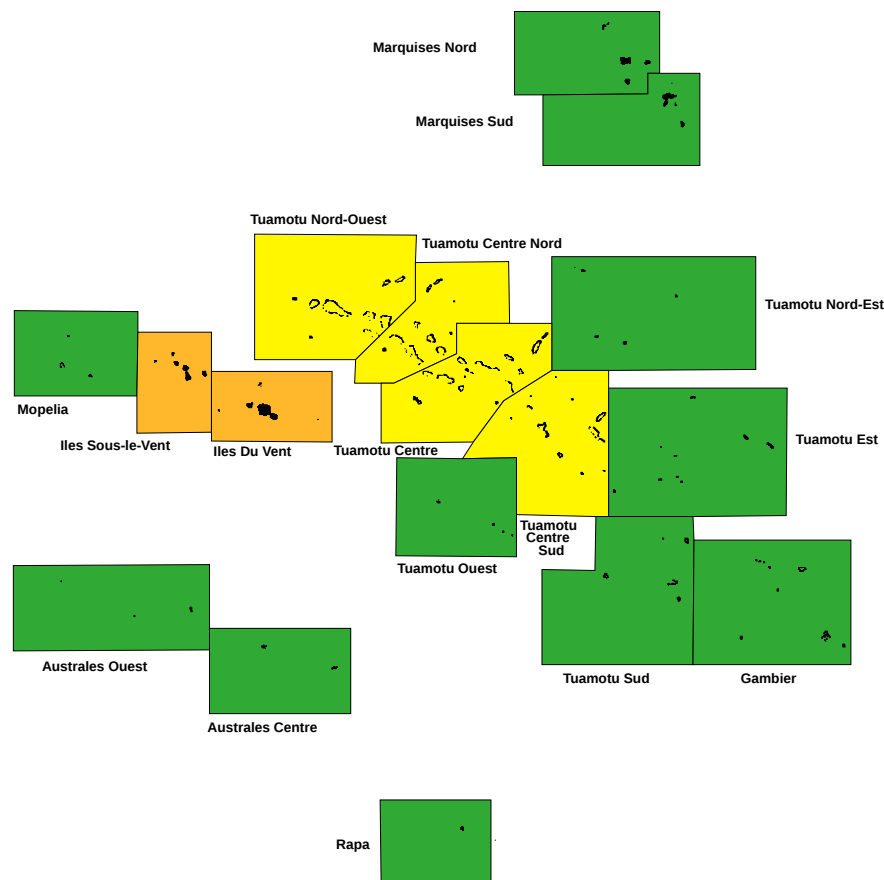 Marquises Nord
Marquises Sud
Tuamotu Nord-Ouest
Tuamotu Centre Nord
Tuamotu Nord-Est
Mopelia
Iles Sous-le-Vent
Iles Du Vent
Tuamotu Centre
Tuamotu Est
Tuamotu
Centre
Sud
Tuamotu Ouest
Australes Ouest
Tuamotu Sud
Gambier
Australes Centre
Rapa